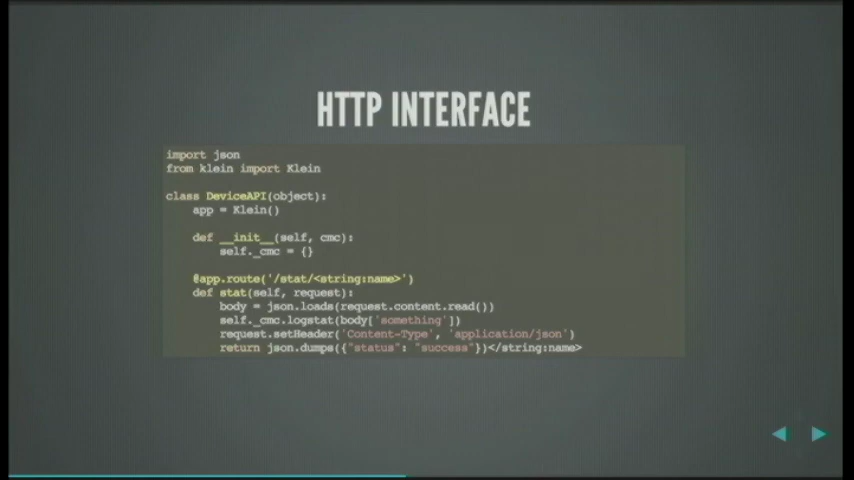 HTTP INTERFACE
import json
from klein import Klein
class DeviceAPI(object):
    app = Klein()
    def __init__(self, cmc):
        self._cmc = {}
    @app.route('/stat/<string:name>')
    def stat(self, request):
        body = json.loads(request.content.read())
        self._cmc.logstat(body['something'])
        request.setHeader('Content-Type', 'application/json')
        return json.dumps({"status": "success"})</string:name>